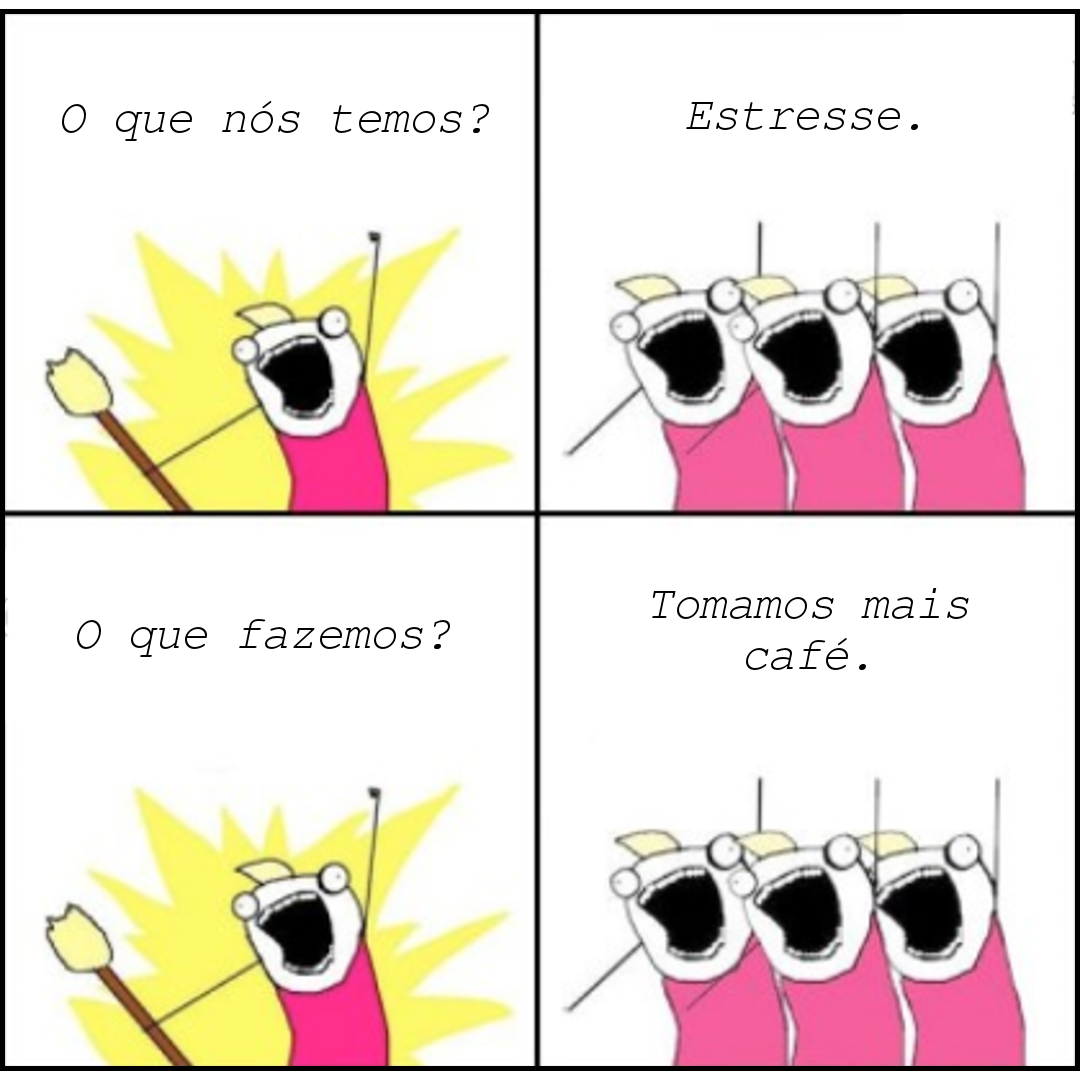 O que nós temos?
Estresse.
O que fazemos?
Tomamos mais
café.